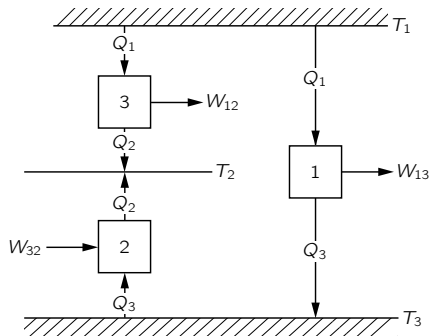 T₁
Q₁
Q₁
3
W₁₂
Q₂
T₂
1
W₁₃
Q₂
W₃₂
2
Q₃
Q₃
T₃